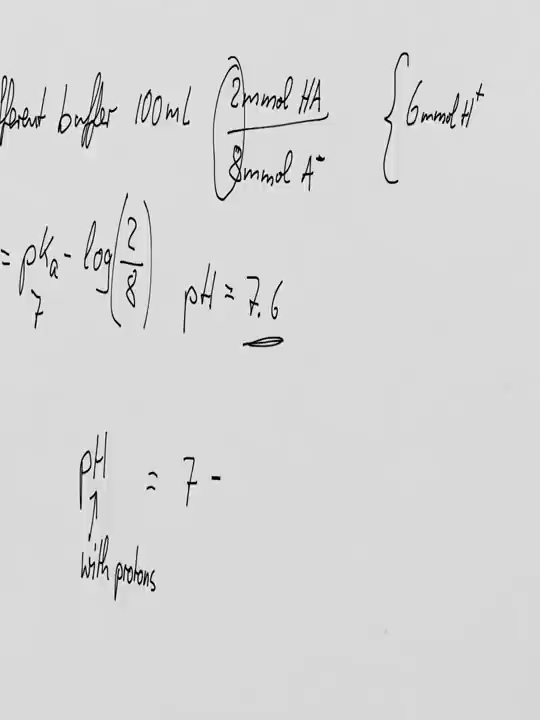 fferent buffer 100ml (2mmol HA { 6mmol H⁺
8mmol A⁻
= pKa - log(2/8) pH = 7.6
7
pH = 7 -
↑
with protons